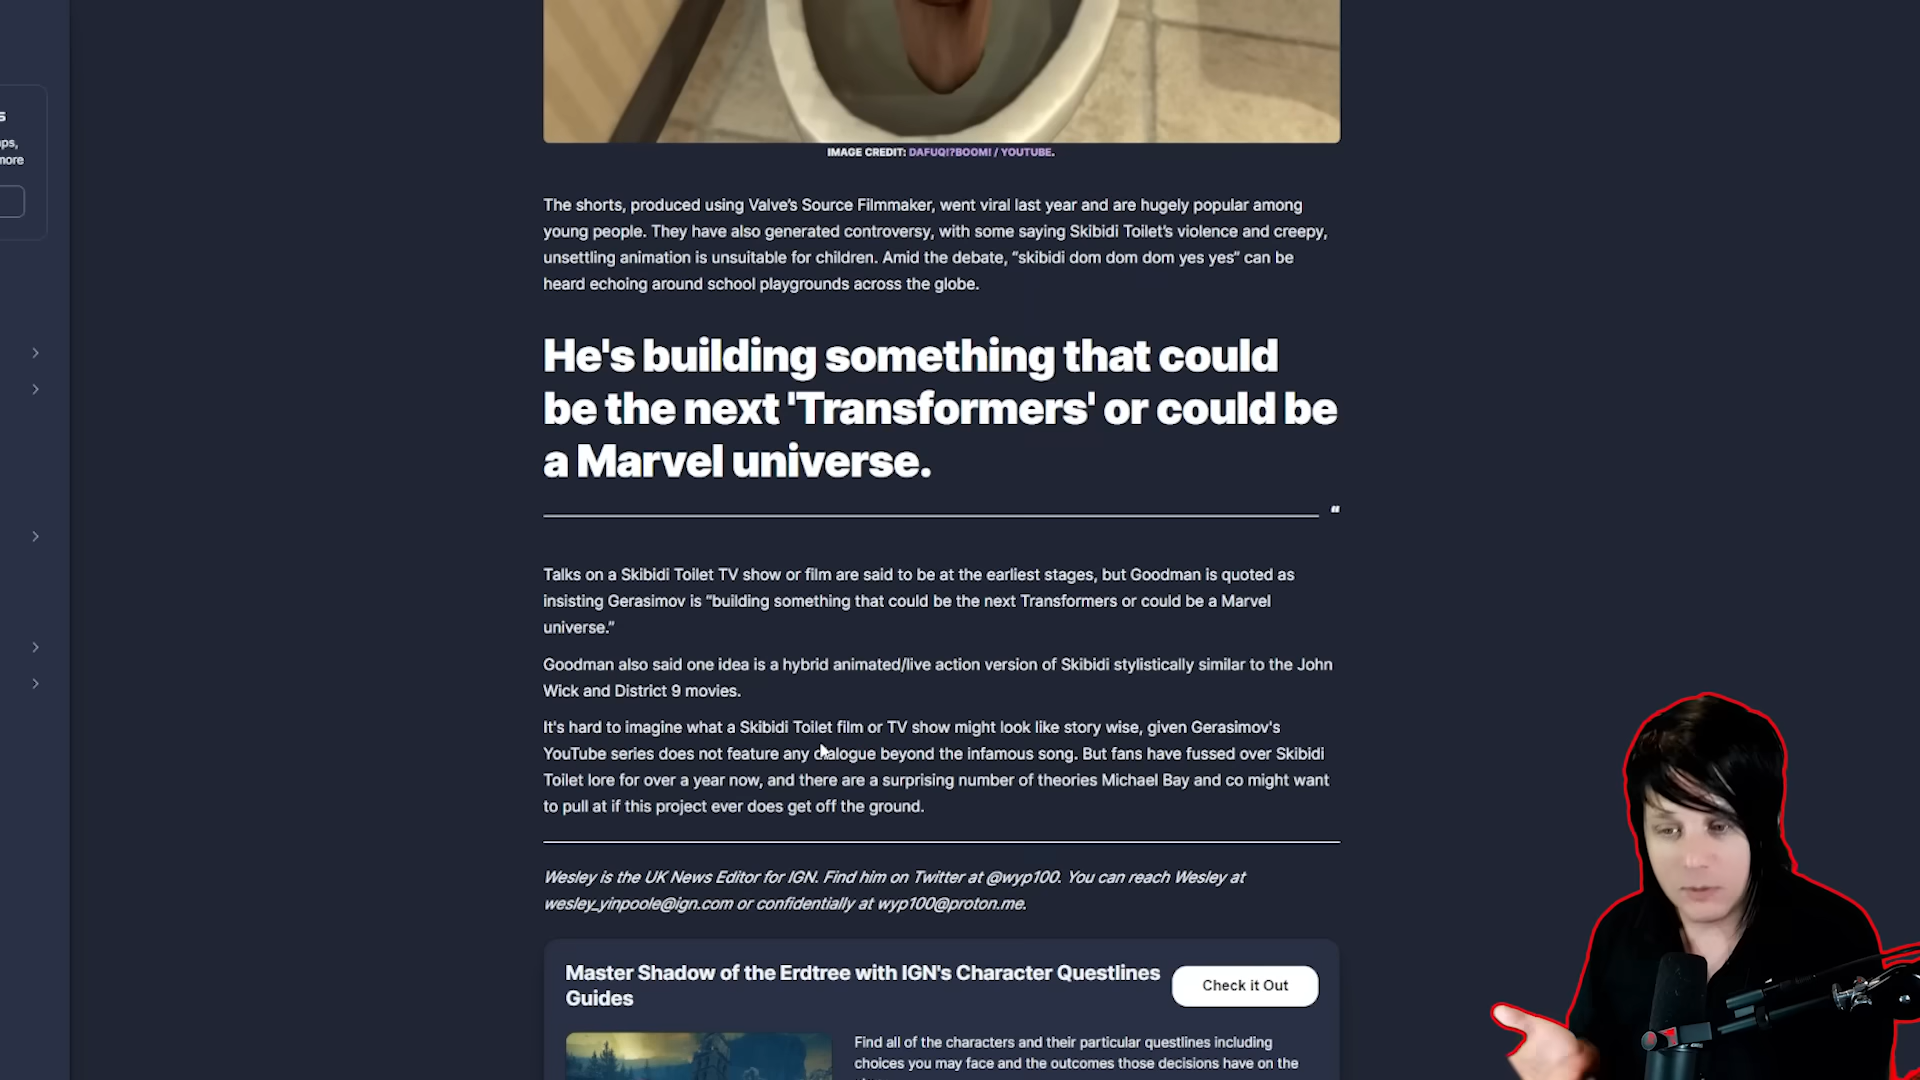 s
ps,
more
IMAGE CREDIT: DAFUQ!?BOOM! / YOUTUBE.
The shorts, produced using Valve's Source Filmmaker, went viral last year and are hugely popular among
young people. They have also generated controversy, with some saying Skibidi Toilet's violence and creepy,
unsettling animation is unsuitable for children. Amid the debate, “skibidi dom dom dom yes yes” can be
heard echoing around school playgrounds across the globe.
He's building something that could
be the next 'Transformers' or could be
a Marvel universe.
“
Talks on a Skibidi Toilet TV show or film are said to be at the earliest stages, but Goodman is quoted as
insisting Gerasimov is “building something that could be the next Transformers or could be a Marvel
universe.”
Goodman also said one idea is a hybrid animated/live action version of Skibidi stylistically similar to the John
Wick and District 9 movies.
It's hard to imagine what a Skibidi Toilet film or TV show might look like story wise, given Gerasimov's
YouTube series does not feature any dialogue beyond the infamous song. But fans have fussed over Skibidi
Toilet lore for over a year now, and there are a surprising number of theories Michael Bay and co might want
to pull at if this project ever does get off the ground.
Wesley is the UK News Editor for IGN. Find him on Twitter at @wyp100. You can reach Wesley at
wesley_yinpoole@ign.com or confidentially at wyp100@proton.me.
Master Shadow of the Erdtree with IGN's Character Questlines
Guides
Check it Out
Find all of the characters and their particular questlines including
choices you may face and the outcomes those decisions have on the